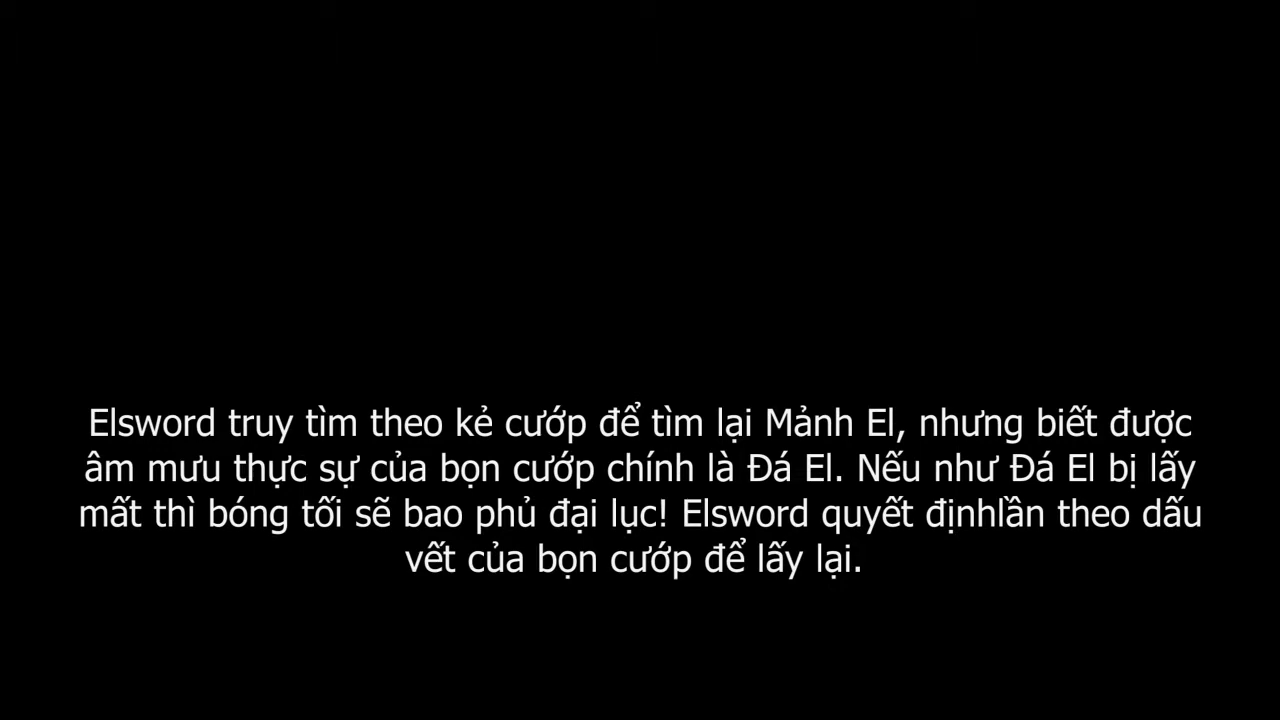 Elsword truy tìm theo kẻ cướp để tìm lại Mảnh El, nhưng biết được
âm mưu thực sự của bọn cướp chính là Đá El. Nếu như Đá El bị lấy
mất thì bóng tối sẽ bao phủ đại lục! Elsword quyết địnhlần theo dấu
vết của bọn cướp để lấy lại.